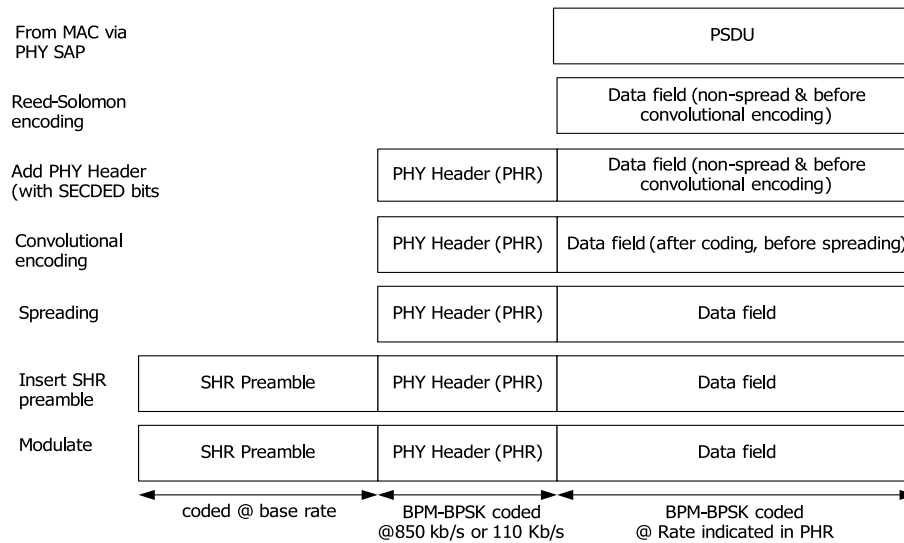 From MAC via
PHY SAP
PSDU
Reed-Solomon
encoding
Data field (non-spread & before
convolutional encoding)
Add PHY Header
(with SECDED bits
PHY Header (PHR)
Data field (non-spread & before
convolutional encoding)
Convolutional
encoding
PHY Header (PHR)
Data field (after coding, before spreading)
Spreading
PHY Header (PHR)
Data field
Insert SHR
preamble
SHR Preamble
PHY Header (PHR)
Data field
Modulate
SHR Preamble
PHY Header (PHR)
Data field
coded @ base rate
BPM-BPSK coded
@850 kb/s or 110 Kb/s
BPM-BPSK coded
@ Rate indicated in PHR